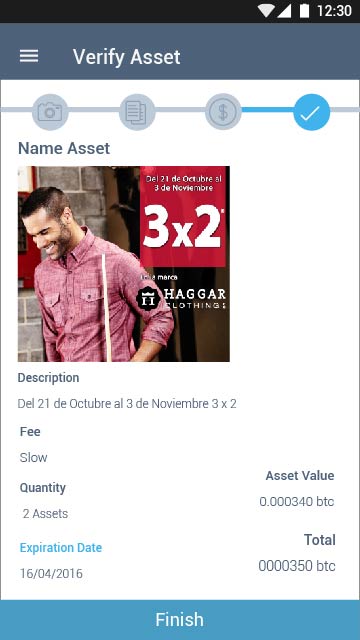 12:30
Verify Asset
$
Name Asset
Del 21 de Octubre al
3 de Noviembre
3x2*
la marca
HAGGAR
CLOTHING
Description
Del 21 de Octubre al 3 de Noviembre 3 x 2
Fee
Slow
Asset Value
Quantity
0.000340 btc
2 Assets
Total
Expiration Date
0000350 btc
16/04/2016
Finish